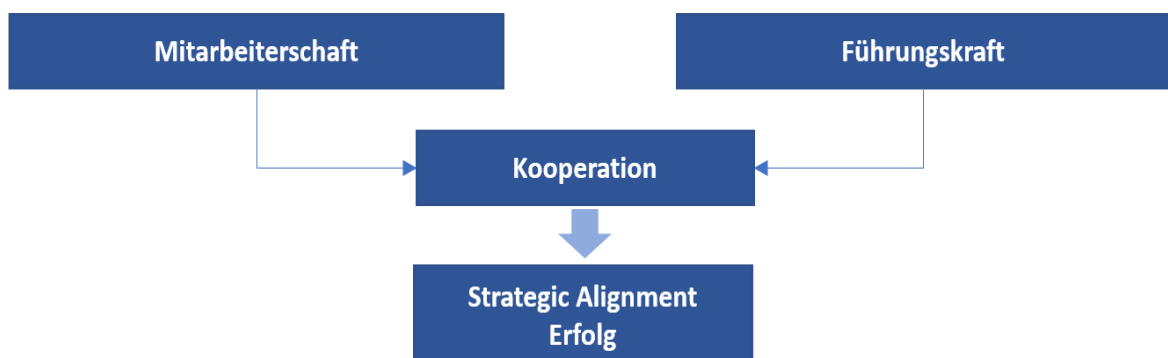 Mitarbeiterschaft
Führungskraft
Kooperation
Strategic Alignment
Erfolg